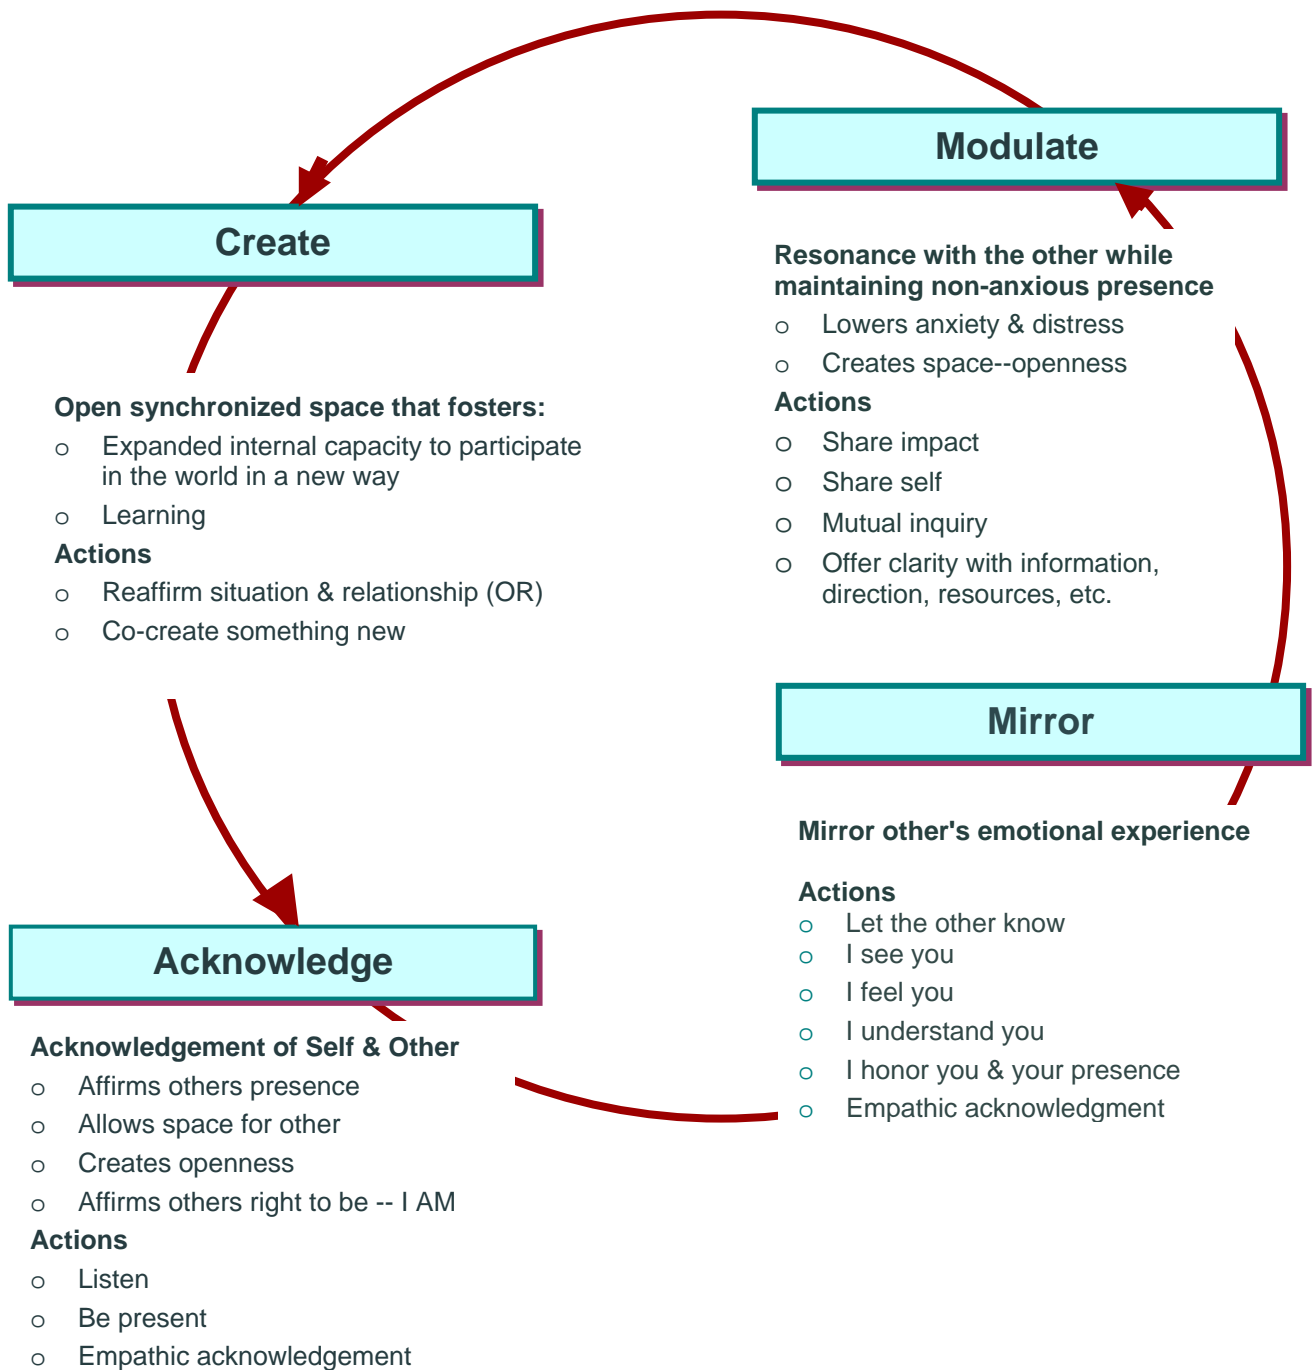 Modulate
Resonance with the other while
maintaining non-anxious presence
o Lowers anxiety & distress
o Creates space--openness
Actions
o Share impact
o Share self
o Mutual inquiry
o Offer clarity with information,
direction, resources, etc.
Create
Open synchronized space that fosters:
o Expanded internal capacity to participate
in the world in a new way
o Learning
Actions
o Reaffirm situation & relationship (OR)
o Co-create something new
Mirror
Mirror other's emotional experience
Actions
o Let the other know
o I see you
o I feel you
o I understand you
o I honor you & your presence
o Empathic acknowledgment
Acknowledge
Acknowledgement of Self & Other
o Affirms others presence
o Allows space for other
o Creates openness
o Affirms others right to be -- I AM
Actions
o Listen
o Be present
o Empathic acknowledgement